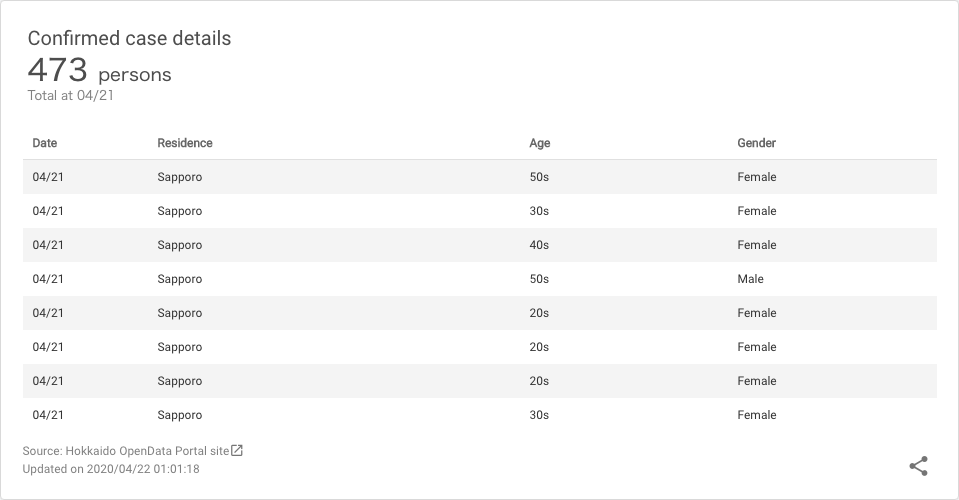 Confirmed case details
473 persons
Total at 04/21
Date Residence Age Gender
04/21 Sapporo 50s Female
04/21 Sapporo 30s Female
04/21 Sapporo 40s Female
04/21 Sapporo 50s Male
04/21 Sapporo 20s Female
04/21 Sapporo 20s Female
04/21 Sapporo 20s Female
04/21 Sapporo 30s Female
Source: Hokkaido OpenData Portal site
Updated on 2020/04/22 01:01:18